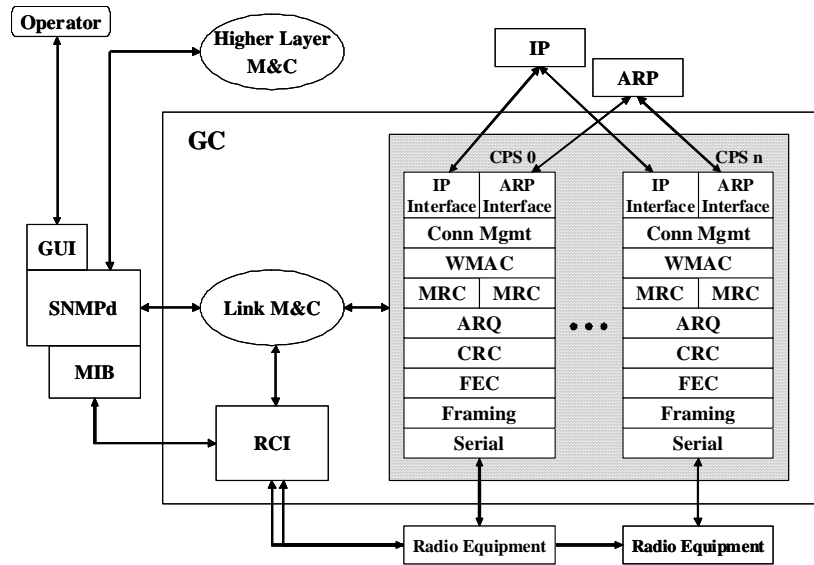 Operator
Higher Layer
M&C
IP
ARP
GC
CPS 0
CPS n
IP
Interface
ARP
Interface
IP
Interface
ARP
Interface
Conn Mgmt
Conn Mgmt
WMAC
WMAC
MRC
MRC
MRC
MRC
GUI
SNMPd
MIB
Link M&C
RCI
ARQ
ARQ
CRC
CRC
FEC
FEC
Framing
Framing
Serial
Serial
Radio Equipment
Radio Equipment